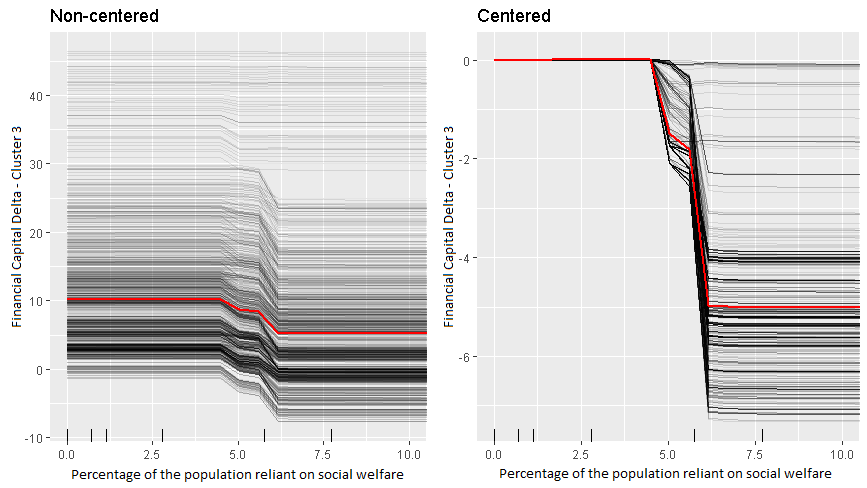 Non-centered
Financial Capital Delta - Cluster 3
40
30
20
10
0
-10
0.0 2.5 5.0 7.5 10.0
Percentage of the population reliant on social welfare
Centered
Financial Capital Delta - Cluster 3
0
-2
-4
-6
0.0 2.5 5.0 7.5 10.0
Percentage of the population reliant on social welfare